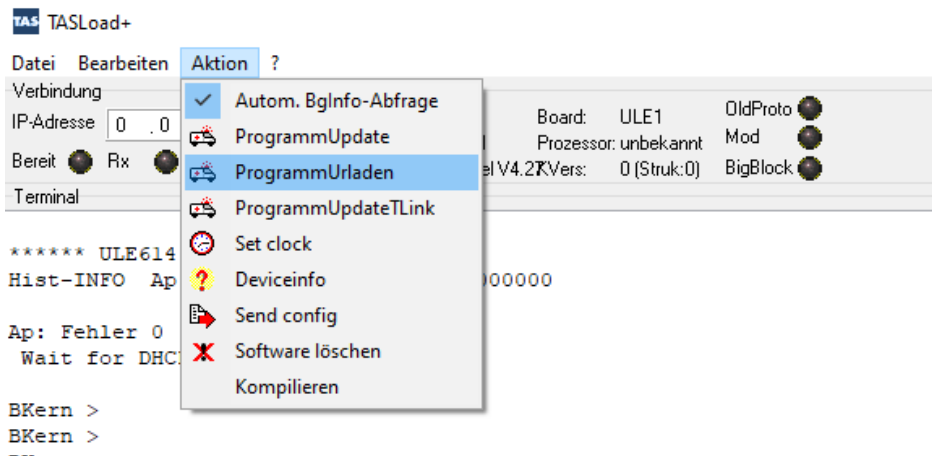 TAS TASLoad+
Datei Bearbeiten Aktion ?
Verbindung
IP-Adresse 0 . 0
Bereit Rx
Terminal
Autom. BgInfo-Abfrage
ProgrammUpdate
ProgrammUrladen
ProgrammUpdateTLink
Set clock
Deviceinfo
Send config
Software löschen
Kompilieren
Board: ULE1
Prozessor: unbekannt
V4.2 KVers: 0 (Struk:0)
OldProto
Mod
BigBlock
****** ULE614
Hist-INFO Ap 000000
Ap: Fehler 0
Wait for DHC
BKern >
BKern >